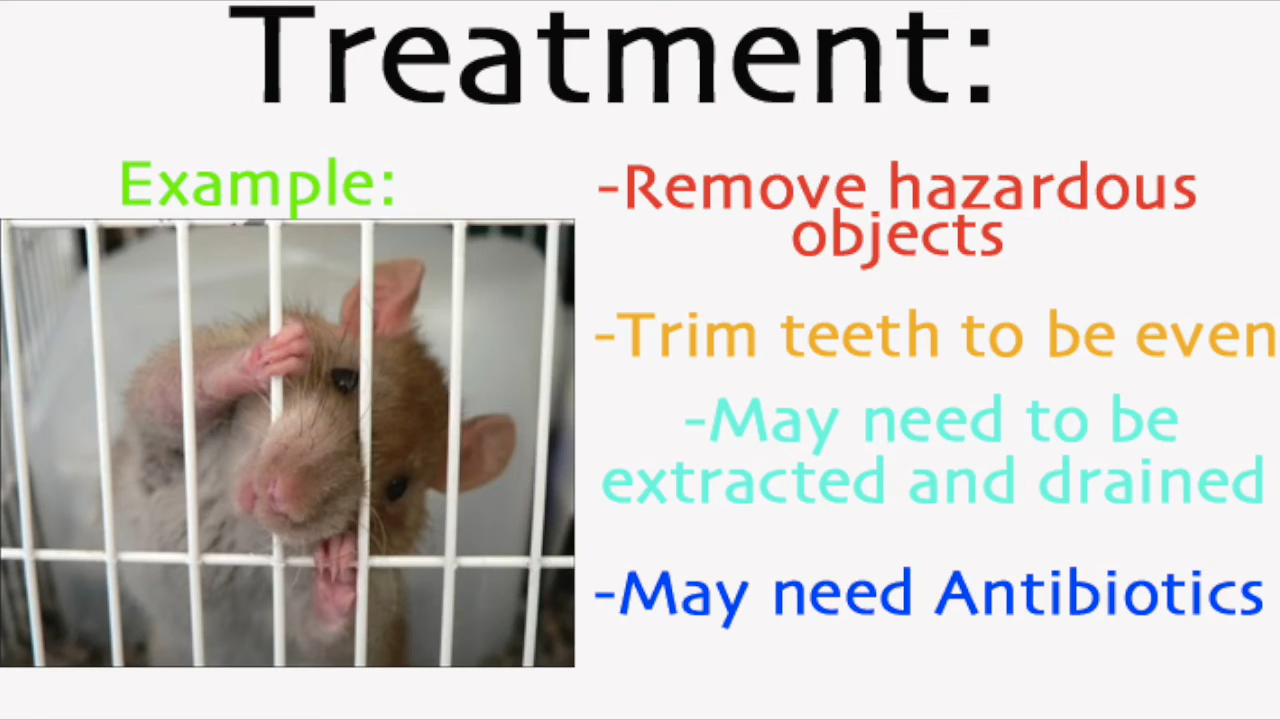 Treatment:
Example:
-Remove hazardous
objects
-Trim teeth to be even
-May need to be
extracted and drained
-May need Antibiotics